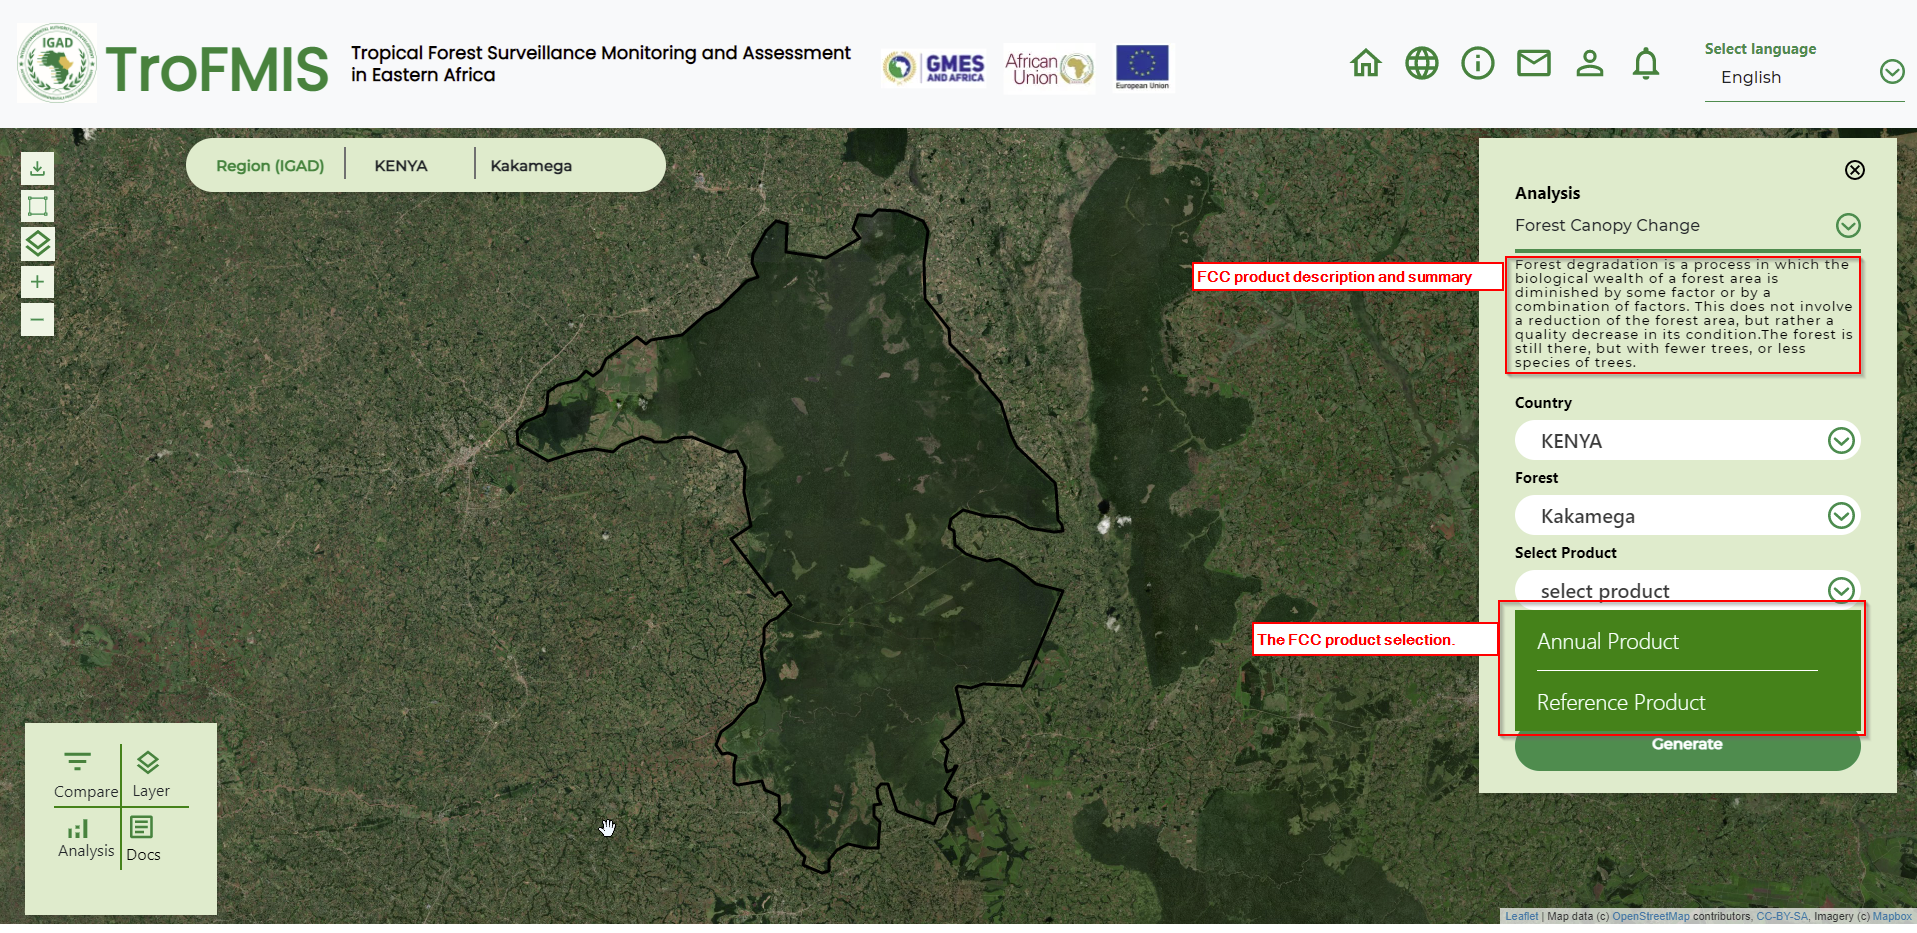 IGAD
TroFMIS
Tropical Forest Surveillance Monitoring and Assessment
in Eastern Africa
GMES
AND AFRICA
African
Union
European Union
Select language
English
Region (IGAD)
KENYA
Kakamega
Analysis
Forest Canopy Change
FCC product description and summary
Forest degradation is a process in which the
biological wealth of a forest area is
diminished by some factor or by a
combination of factors. This does not involve
a reduction of the forest area, but rather a
quality decrease in its condition.The forest is
still there, but with fewer trees, or less
species of trees.
Country
KENYA
Forest
Kakamega
Select Product
select product
The FCC product selection.
Annual Product
Reference Product
Generate
Compare
Layer
Analysis
Docs
Leaflet | Map data (c) OpenStreetMap contributors, CC-BY-SA, Imagery (c) Mapbox